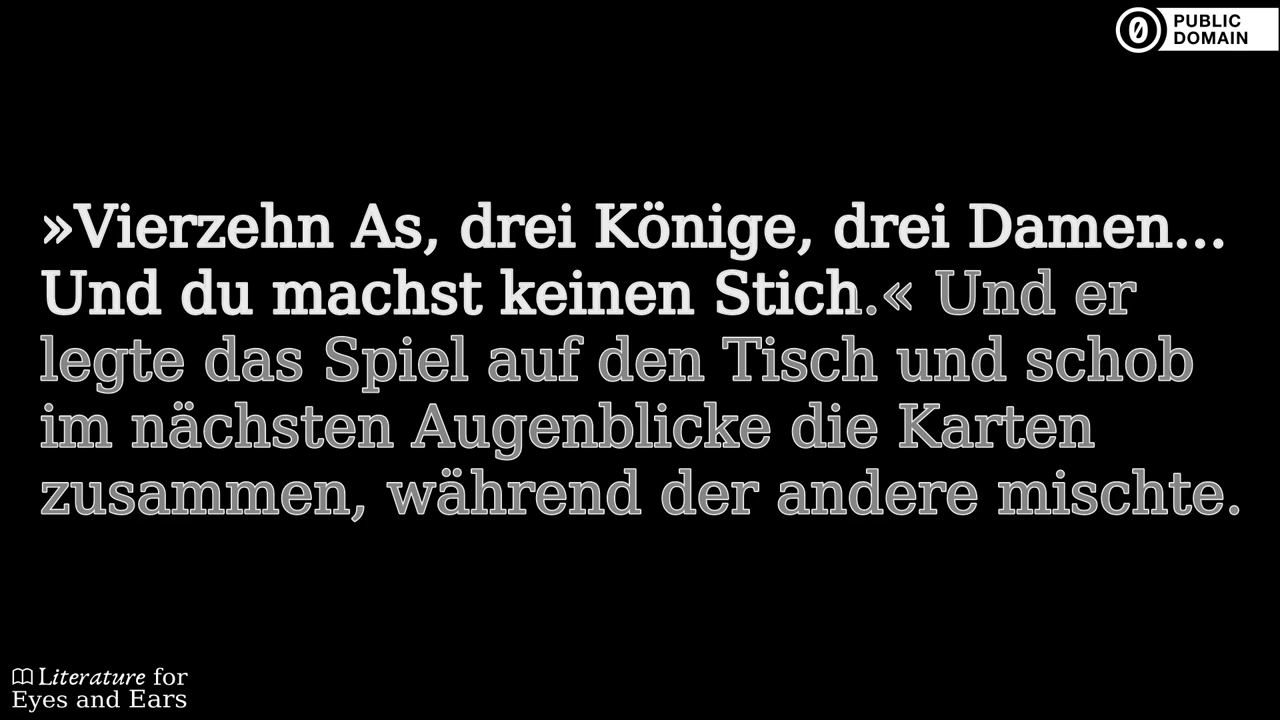 PUBLIC
DOMAIN
»Vierzehn As, drei Könige, drei Damen...
Und du machst keinen Stich.« Und er
legte das Spiel auf den Tisch und schob
im nächsten Augenblicke die Karten
zusammen, während der andere mischte.
Literature for
Eyes and Ears